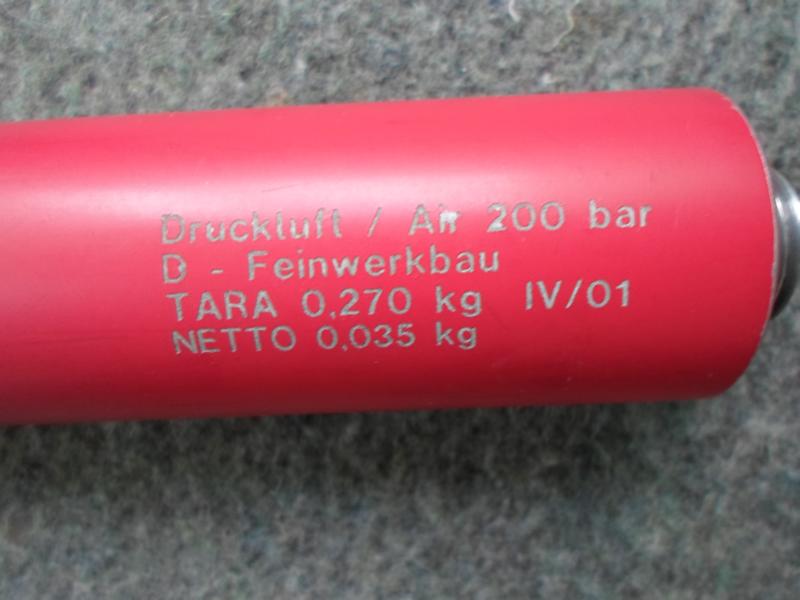 Druckluft / Air 200 bar
D - Feinwerkbau
TARA 0,270 kg IV/01
NETTO 0,035 kg